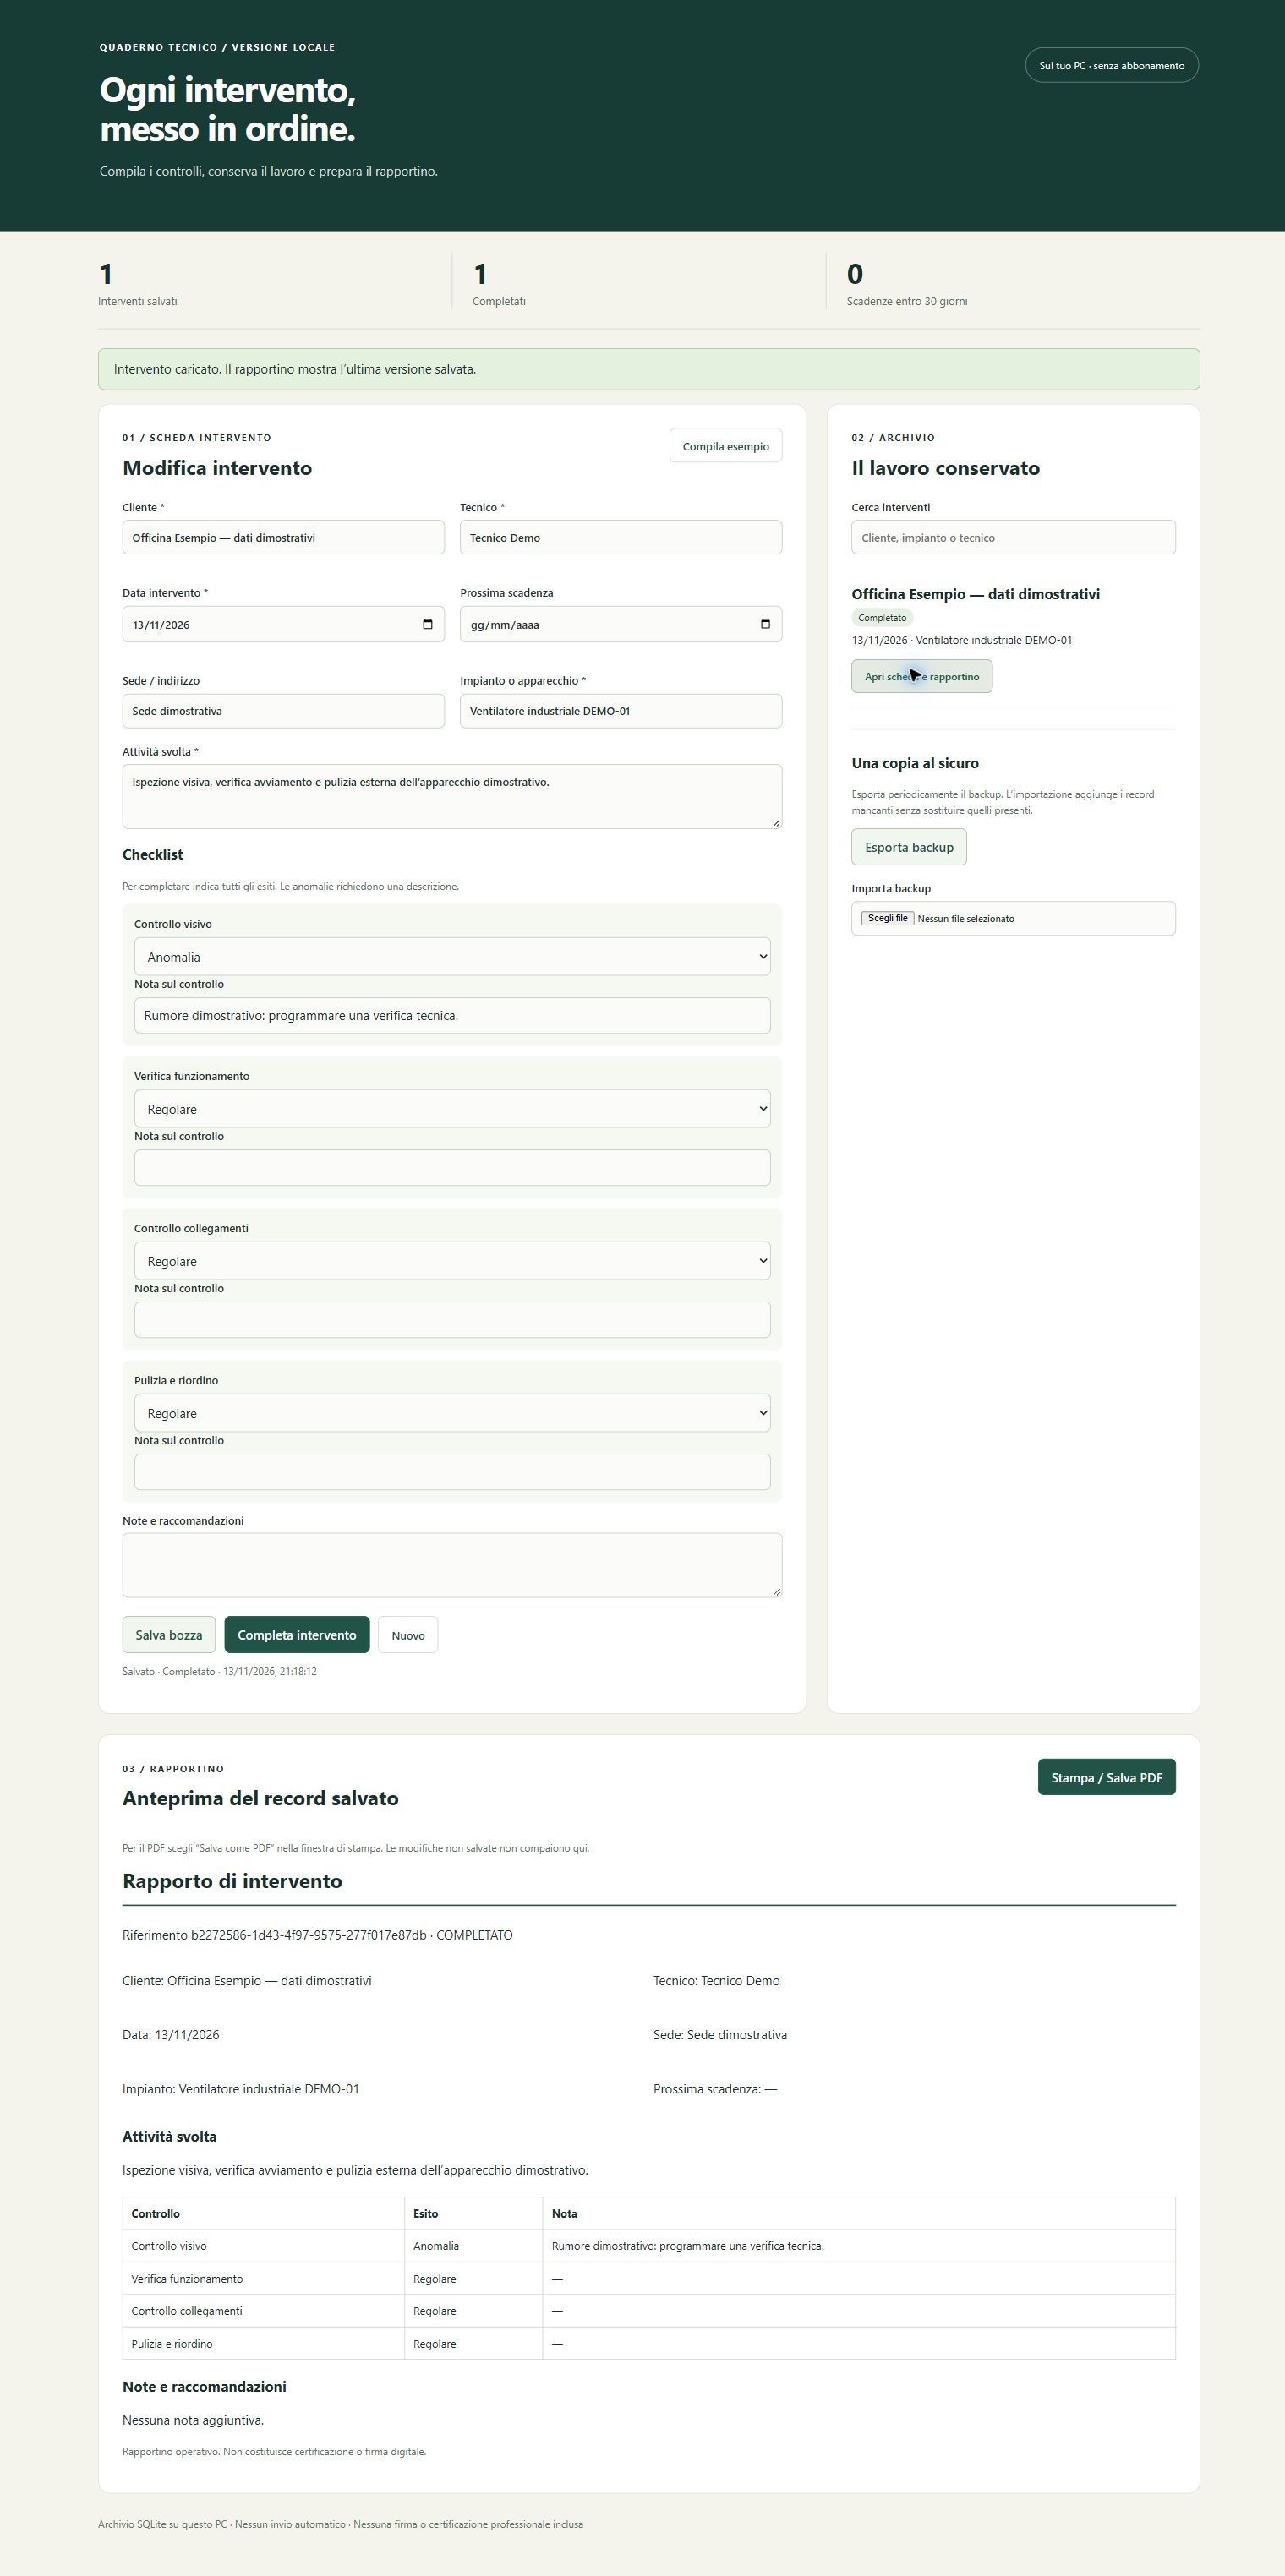 QUADERNO TECNICO / VERSIONE LOCALE
Ogni intervento,
messo in ordine.
Compila i controlli, conserva il lavoro e prepara il rapportino.
Sul tuo PC · senza abbonamento
1
Interventi salvati
1
Completati
0
Scadenze entro 30 giorni
Intervento caricato. Il rapportino mostra l’ultima versione salvata.
01 / SCHEDA INTERVENTO
Modifica intervento
Compila esempio
Cliente *
Tecnico *
Officina Esempio — dati dimostrativi
Tecnico Demo
Data intervento *
Prossima scadenza
13/11/2026
gg/mm/aaaa
Sede / indirizzo
Impianto o apparecchio *
Sede dimostrativa
Ventilatore industriale DEMO-01
Attività svolta *
Ispezione visiva, verifica avviamento e pulizia esterna dell’apparecchio dimostrativo.
Checklist
Per completare indica tutti gli esiti. Le anomalie richiedono una descrizione.
Controllo visivo
Anomalia
Nota sul controllo
Rumore dimostrativo: programmare una verifica tecnica.
Verifica funzionamento
Regolare
Nota sul controllo
Controllo collegamenti
Regolare
Nota sul controllo
Pulizia e riordino
Regolare
Nota sul controllo
Note e raccomandazioni
Salva bozza
Completa intervento
Nuovo
Salvato · Completato · 13/11/2026, 21:18:12
02 / ARCHIVIO
Il lavoro conservato
Cerca interventi
Cliente, impianto o tecnico
Officina Esempio — dati dimostrativi
Completato
13/11/2026 · Ventilatore industriale DEMO-01
Apri e rapportino
Una copia al sicuro
Esporta periodicamente il backup. L’importazione aggiunge i record
mancanti senza sostituire quelli presenti.
Esporta backup
Importa backup
Scegli file Nessun file selezionato
03 / RAPPORTINO
Anteprima del record salvato
Stampa / Salva PDF
Per il PDF scegli “Salva come PDF” nella finestra di stampa. Le modifiche non salvate non compaiono qui.
Rapporto di intervento
Riferimento b2272586-1d43-4f97-9575-277f017e87db · COMPLETATO
Cliente: Officina Esempio — dati dimostrativi
Tecnico: Tecnico Demo
Data: 13/11/2026
Sede: Sede dimostrativa
Impianto: Ventilatore industriale DEMO-01
Prossima scadenza: —
Attività svolta
Ispezione visiva, verifica avviamento e pulizia esterna dell’apparecchio dimostrativo.
Controllo Esito Nota
Controllo visivo Anomalia Rumore dimostrativo: programmare una verifica tecnica.
Verifica funzionamento Regolare —
Controllo collegamenti Regolare —
Pulizia e riordino Regolare —
Note e raccomandazioni
Nessuna nota aggiuntiva.
Rapportino operativo. Non costituisce certificazione o firma digitale.
Archivio SQLite su questo PC · Nessun invio automatico · Nessuna firma o certificazione professionale inclusa